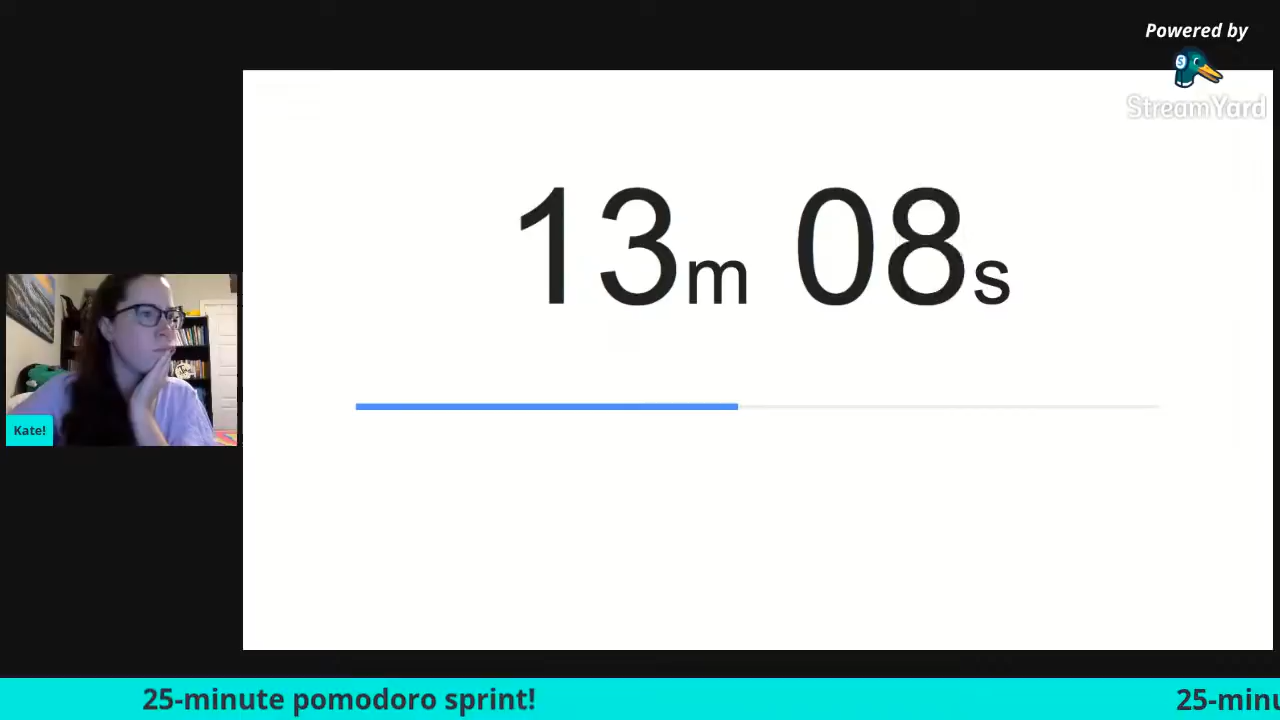 Powered by
StreamYard
13m 08s
Kate!
25-minute pomodoro sprint!
25-minu